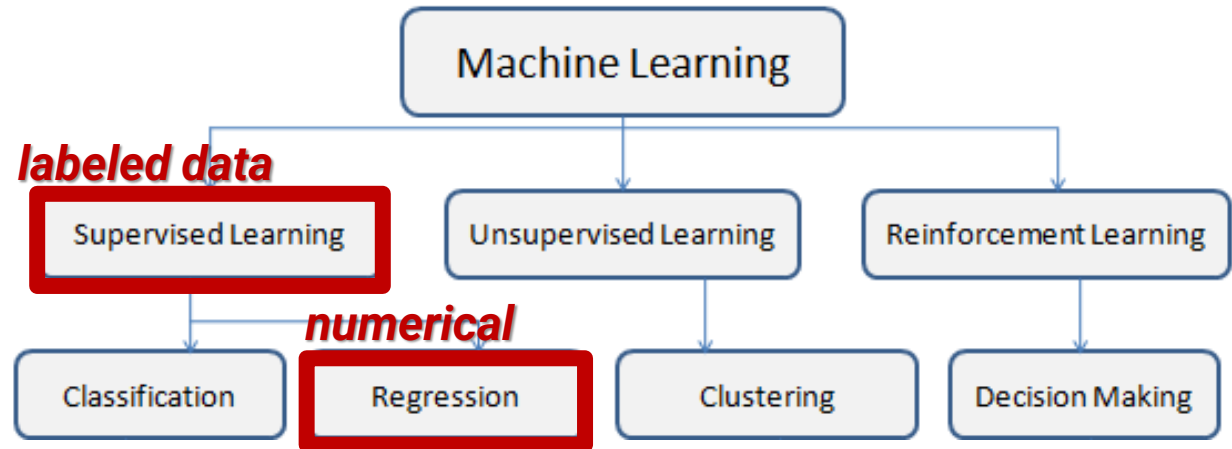 Machine Learning
labeled data
Supervised Learning
Unsupervised Learning
Reinforcement Learning
numerical
Classification
Regression
Clustering
Decision Making